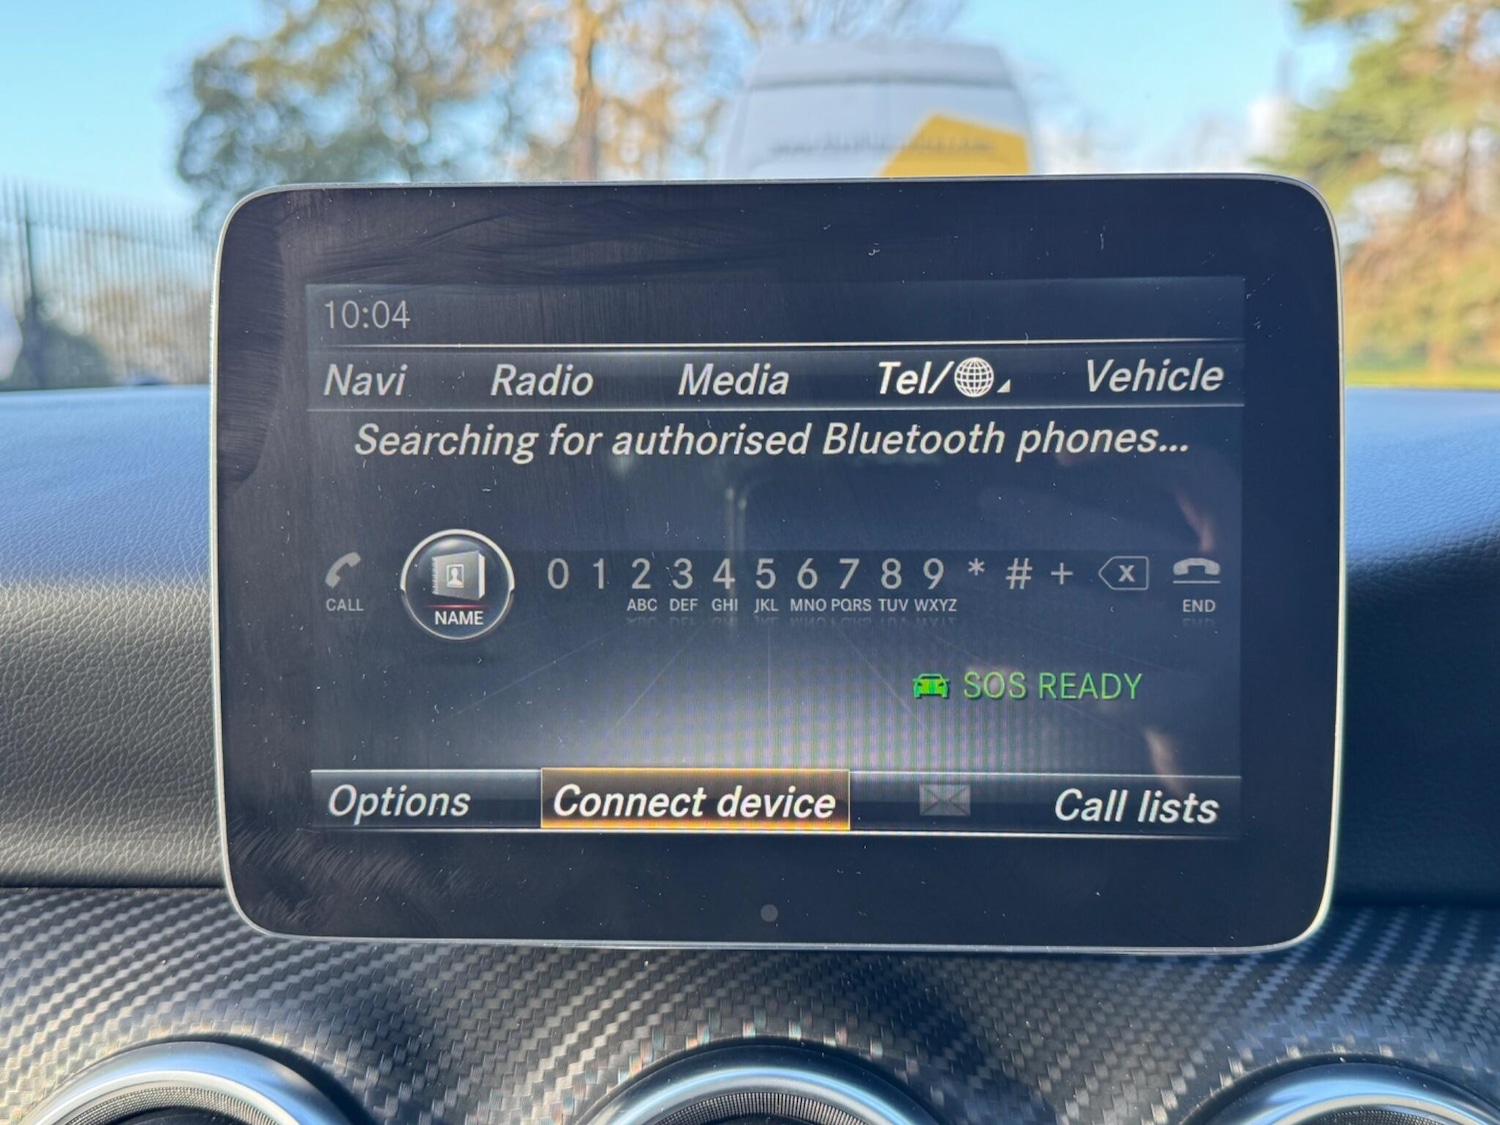 10:04
Navi Radio Media Tel/ Vehicle
Searching for authorised Bluetooth phones...
0 1 2 3 4 5 6 7 8 9 * # + X
CALL NAME ABC DEF GHI JKL MNO PQRS TUV WXYZ END
SOS READY
Options Connect device Call lists